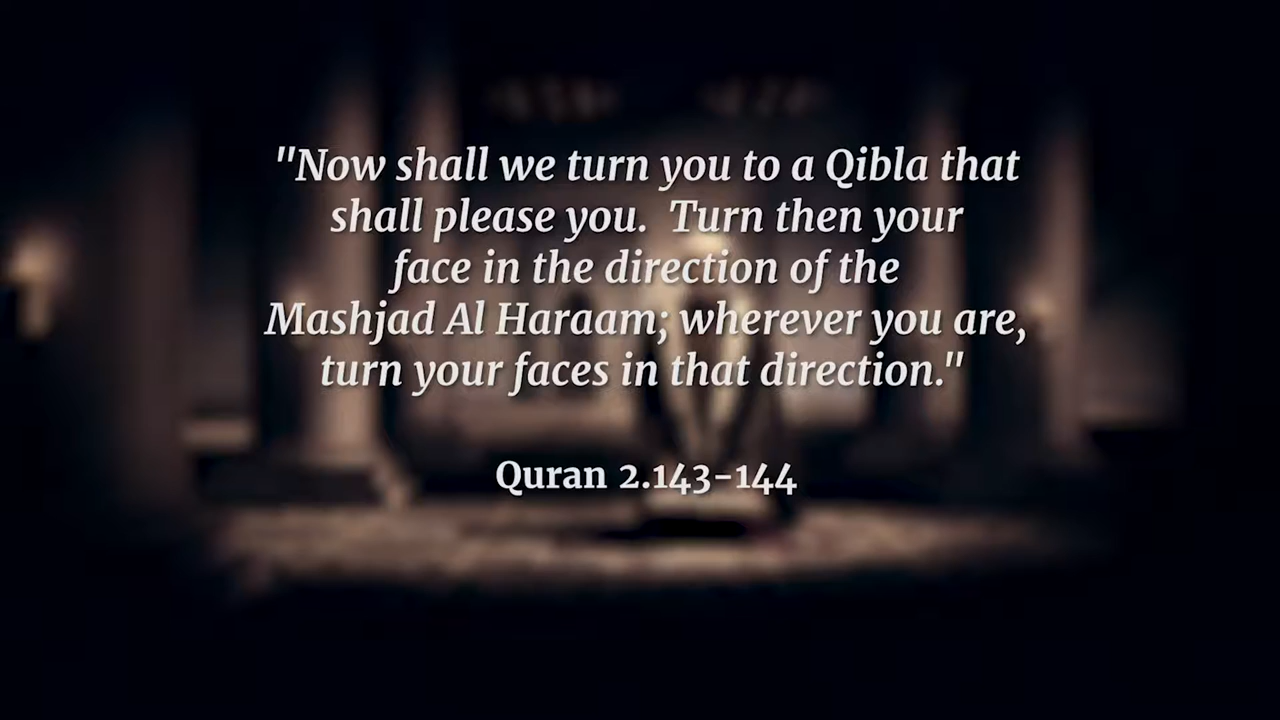 "Now shall we turn you to a Qibla that
shall please you.  Turn then your
face in the direction of the
Mashjad Al Haraam; wherever you are,
turn your faces in that direction."
Quran 2.143-144